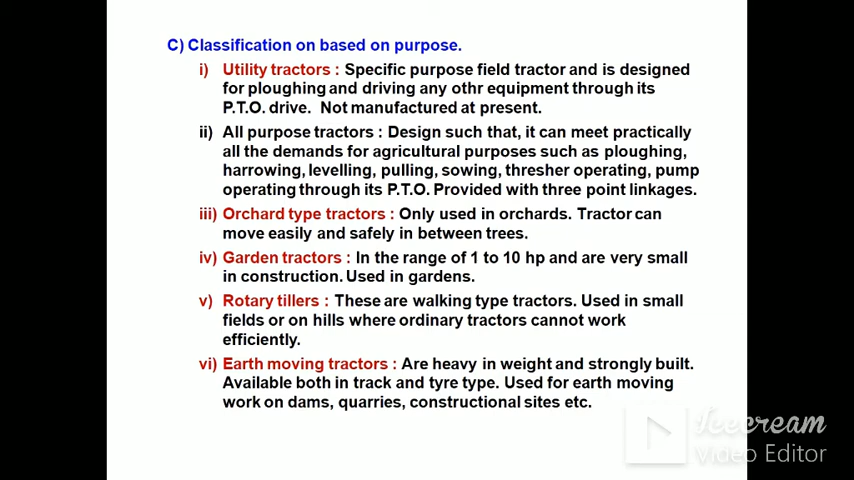 C) Classification on based on purpose.
i) Utility tractors : Specific purpose field tractor and is designed
for ploughing and driving any othr equipment through its
P.T.O. drive. Not manufactured at present.
ii) All purpose tractors : Design such that, it can meet practically
all the demands for agricultural purposes such as ploughing,
harrowing, levelling, pulling, sowing, thresher operating, pump
operating through its P.T.O. Provided with three point linkages.
iii) Orchard type tractors : Only used in orchards. Tractor can
move easily and safely in between trees.
iv) Garden tractors : In the range of 1 to 10 hp and are very small
in construction. Used in gardens.
v) Rotary tillers : These are walking type tractors. Used in small
fields or on hills where ordinary tractors cannot work
efficiently.
vi) Earth moving tractors : Are heavy in weight and strongly built.
Available both in track and tyre type. Used for earth moving
work on dams, quarries, constructional sites etc.
Icecream
Video Editor